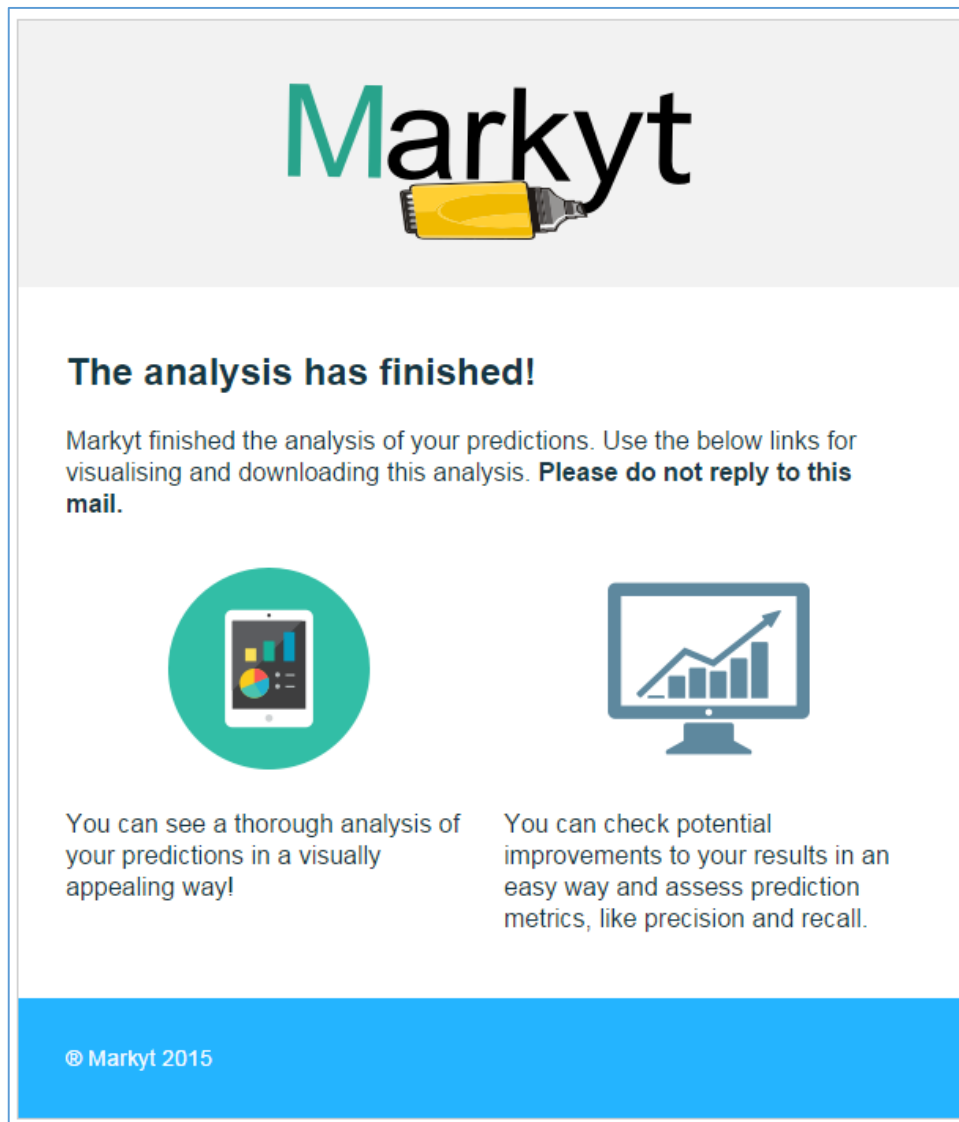 Markyt
The analysis has finished!
Markyt finished the analysis of your predictions. Use the below links for
visualising and downloading this analysis. Please do not reply to this
mail.
You can see a thorough analysis of
your predictions in a visually
appealing way!
You can check potential
improvements to your results in an
easy way and assess prediction
metrics, like precision and recall.
® Markyt 2015